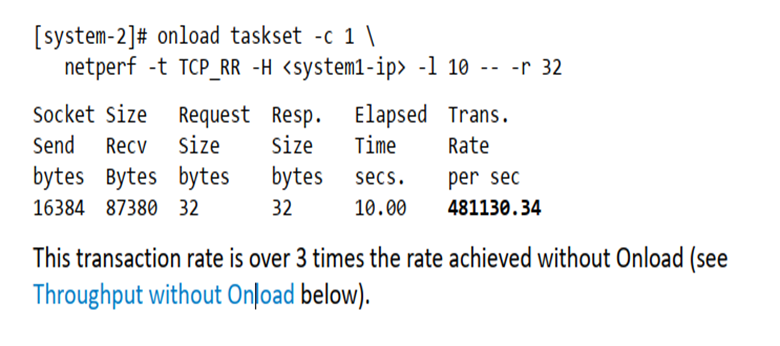 [system-2]# onload taskset -c 1 \
netperf -t TCP_RR -H <system1-ip> -l 10 -- -r 32
Socket Size Request Resp. Elapsed Trans.
Send Recv Size Size Time Rate
bytes Bytes bytes bytes secs. per sec
16384 87380 32 32 10.00 481130.34
This transaction rate is over 3 times the rate achieved without Onload (see
Throughput without Onload below).